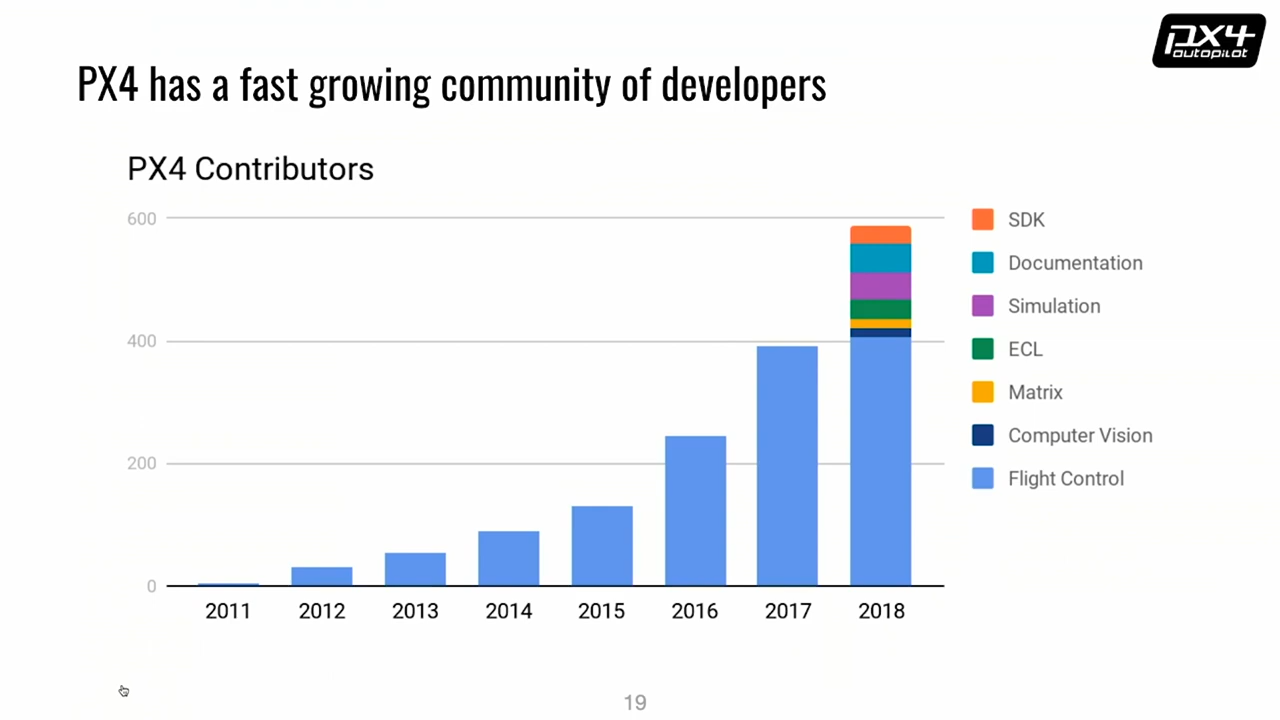 PX4
autopilot
PX4 has a fast growing community of developers
PX4 Contributors
600
400
200
0
2011 2012 2013 2014 2015 2016 2017 2018
SDK
Documentation
Simulation
ECL
Matrix
Computer Vision
Flight Control
19